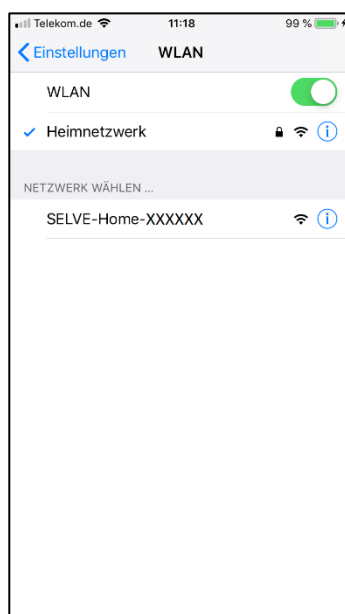 Telekom.de 11:18 99 %
Einstellungen WLAN
WLAN
Heimnetzwerk
NETZWERK WÄHLEN ...
SELVE-Home-XXXXXX